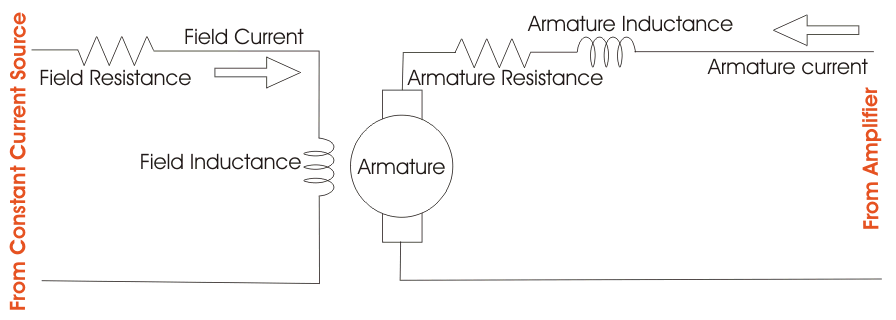 From Constant Current Source
Field Current
Field Resistance
Field Inductance
Armature Inductance
Armature Resistance
Armature current
Armature
From Amplifier